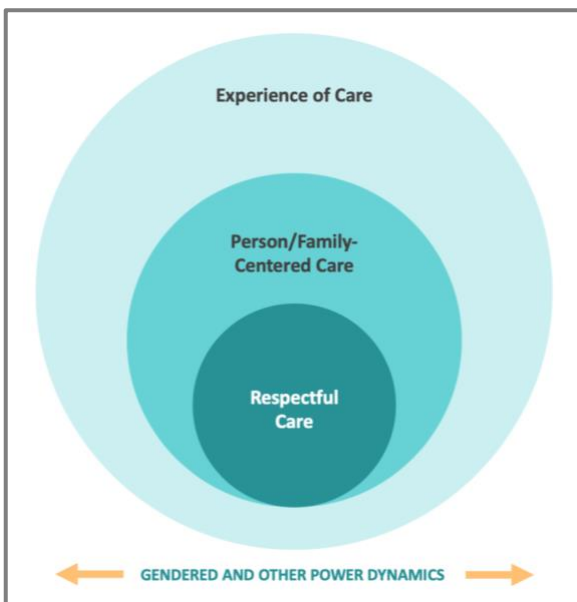 Experience of Care
Person/Family-
Centered Care
Respectful
Care
GENDERED AND OTHER POWER DYNAMICS